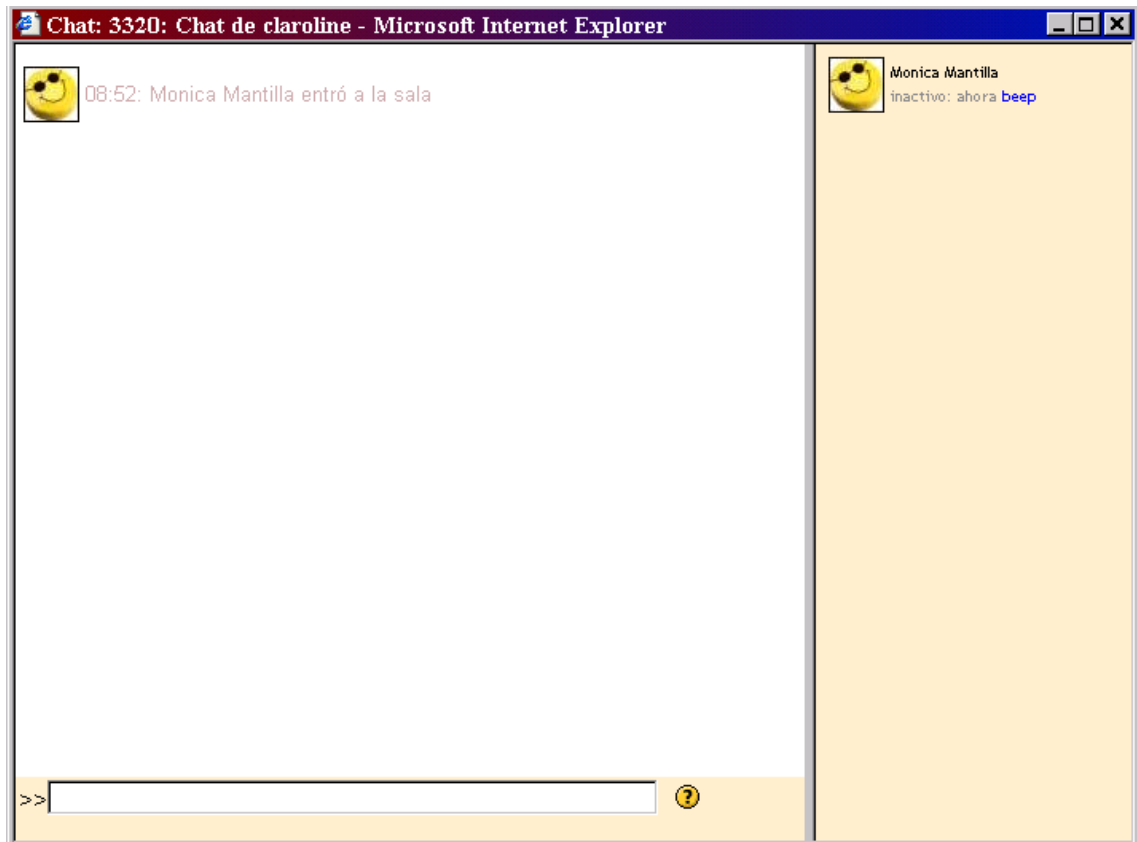 Chat: 3320: Chat de claroline - Microsoft Internet Explorer
08:52: Monica Mantilla entró a la sala
Monica Mantilla
inactivo: ahora beep
>>
?